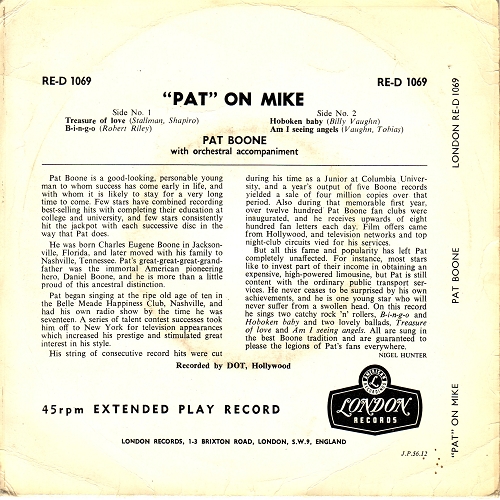 RE-D 1069
RE-D 1069
"PAT" ON MIKE
Side No. 1
Treasure of love (Stallman, Shapiro)
B-i-n-g-o (Robert Riley)
Side No. 2
Hoboken baby (Billy Vaughn)
Am I seeing angels (Vaughn, Tobias)
PAT BOONE
with orchestral accompaniment
Pat Boone is a good-looking, personable young
man to whom success has come early in life, and
with whom it is likely to stay for a very long
time to come. Few stars have combined recording
best-selling hits with completing their education at
college and university, and few stars consistently
hit the jackpot with each successive disc in the
way that Pat does.
He was born Charles Eugene Boone in Jackson-
ville, Florida, and later moved with his family to
Nashville, Tennessee. Pat's great-great-great-grand-
father was the immortal American pioneering
hero, Daniel Boone, and he is more than a little
proud of this ancestral distinction.
Pat began singing at the ripe old age of ten in
the Belle Meade Happiness Club, Nashville, and
had his own radio show by the time he was
seventeen. A series of talent contest successes took
him off to New York for television appearances
which increased his prestige and stimulated great
interest in his style.
His string of consecutive record hits were cut
during his time as a Junior at Columbia Univer-
sity, and a year's output of five Boone records
yielded a sale of four million copies over that
period. Also during that memorable first year,
over twelve hundred Pat Boone fan clubs were
inaugurated, and he receives upwards of eight
hundred fan letters each day. Film offers came
from Hollywood, and television networks and top
night-club circuits vied for his services.
But all this fame and popularity has left Pat
completely unaffected. For instance, most stars
like to invest part of their income in obtaining an
expensive, high-powered limousine, but Pat is still
content with the ordinary public transport ser-
vices. He never ceases to be surprised by his own
achievements, and he is one young star who will
never suffer from a swollen head. On this record
he sings two catchy rock 'n' rollers, B-i-n-g-o and
Hoboken baby and two lovely ballads, Treasure
of love and Am I seeing angels. All are sung in
the best Boone tradition and are guaranteed to
please the legions of Pat's fans everywhere.
NIGEL HUNTER
Recorded by DOT, Hollywood
45rpm EXTENDED PLAY RECORD
LONDON
RECORDS
LONDON RECORDS, 1-3 BRIXTON ROAD, LONDON, S.W.9, ENGLAND
J.P.56.12
LONDON RE-D 1069
PAT BOONE
"PAT" ON MIKE